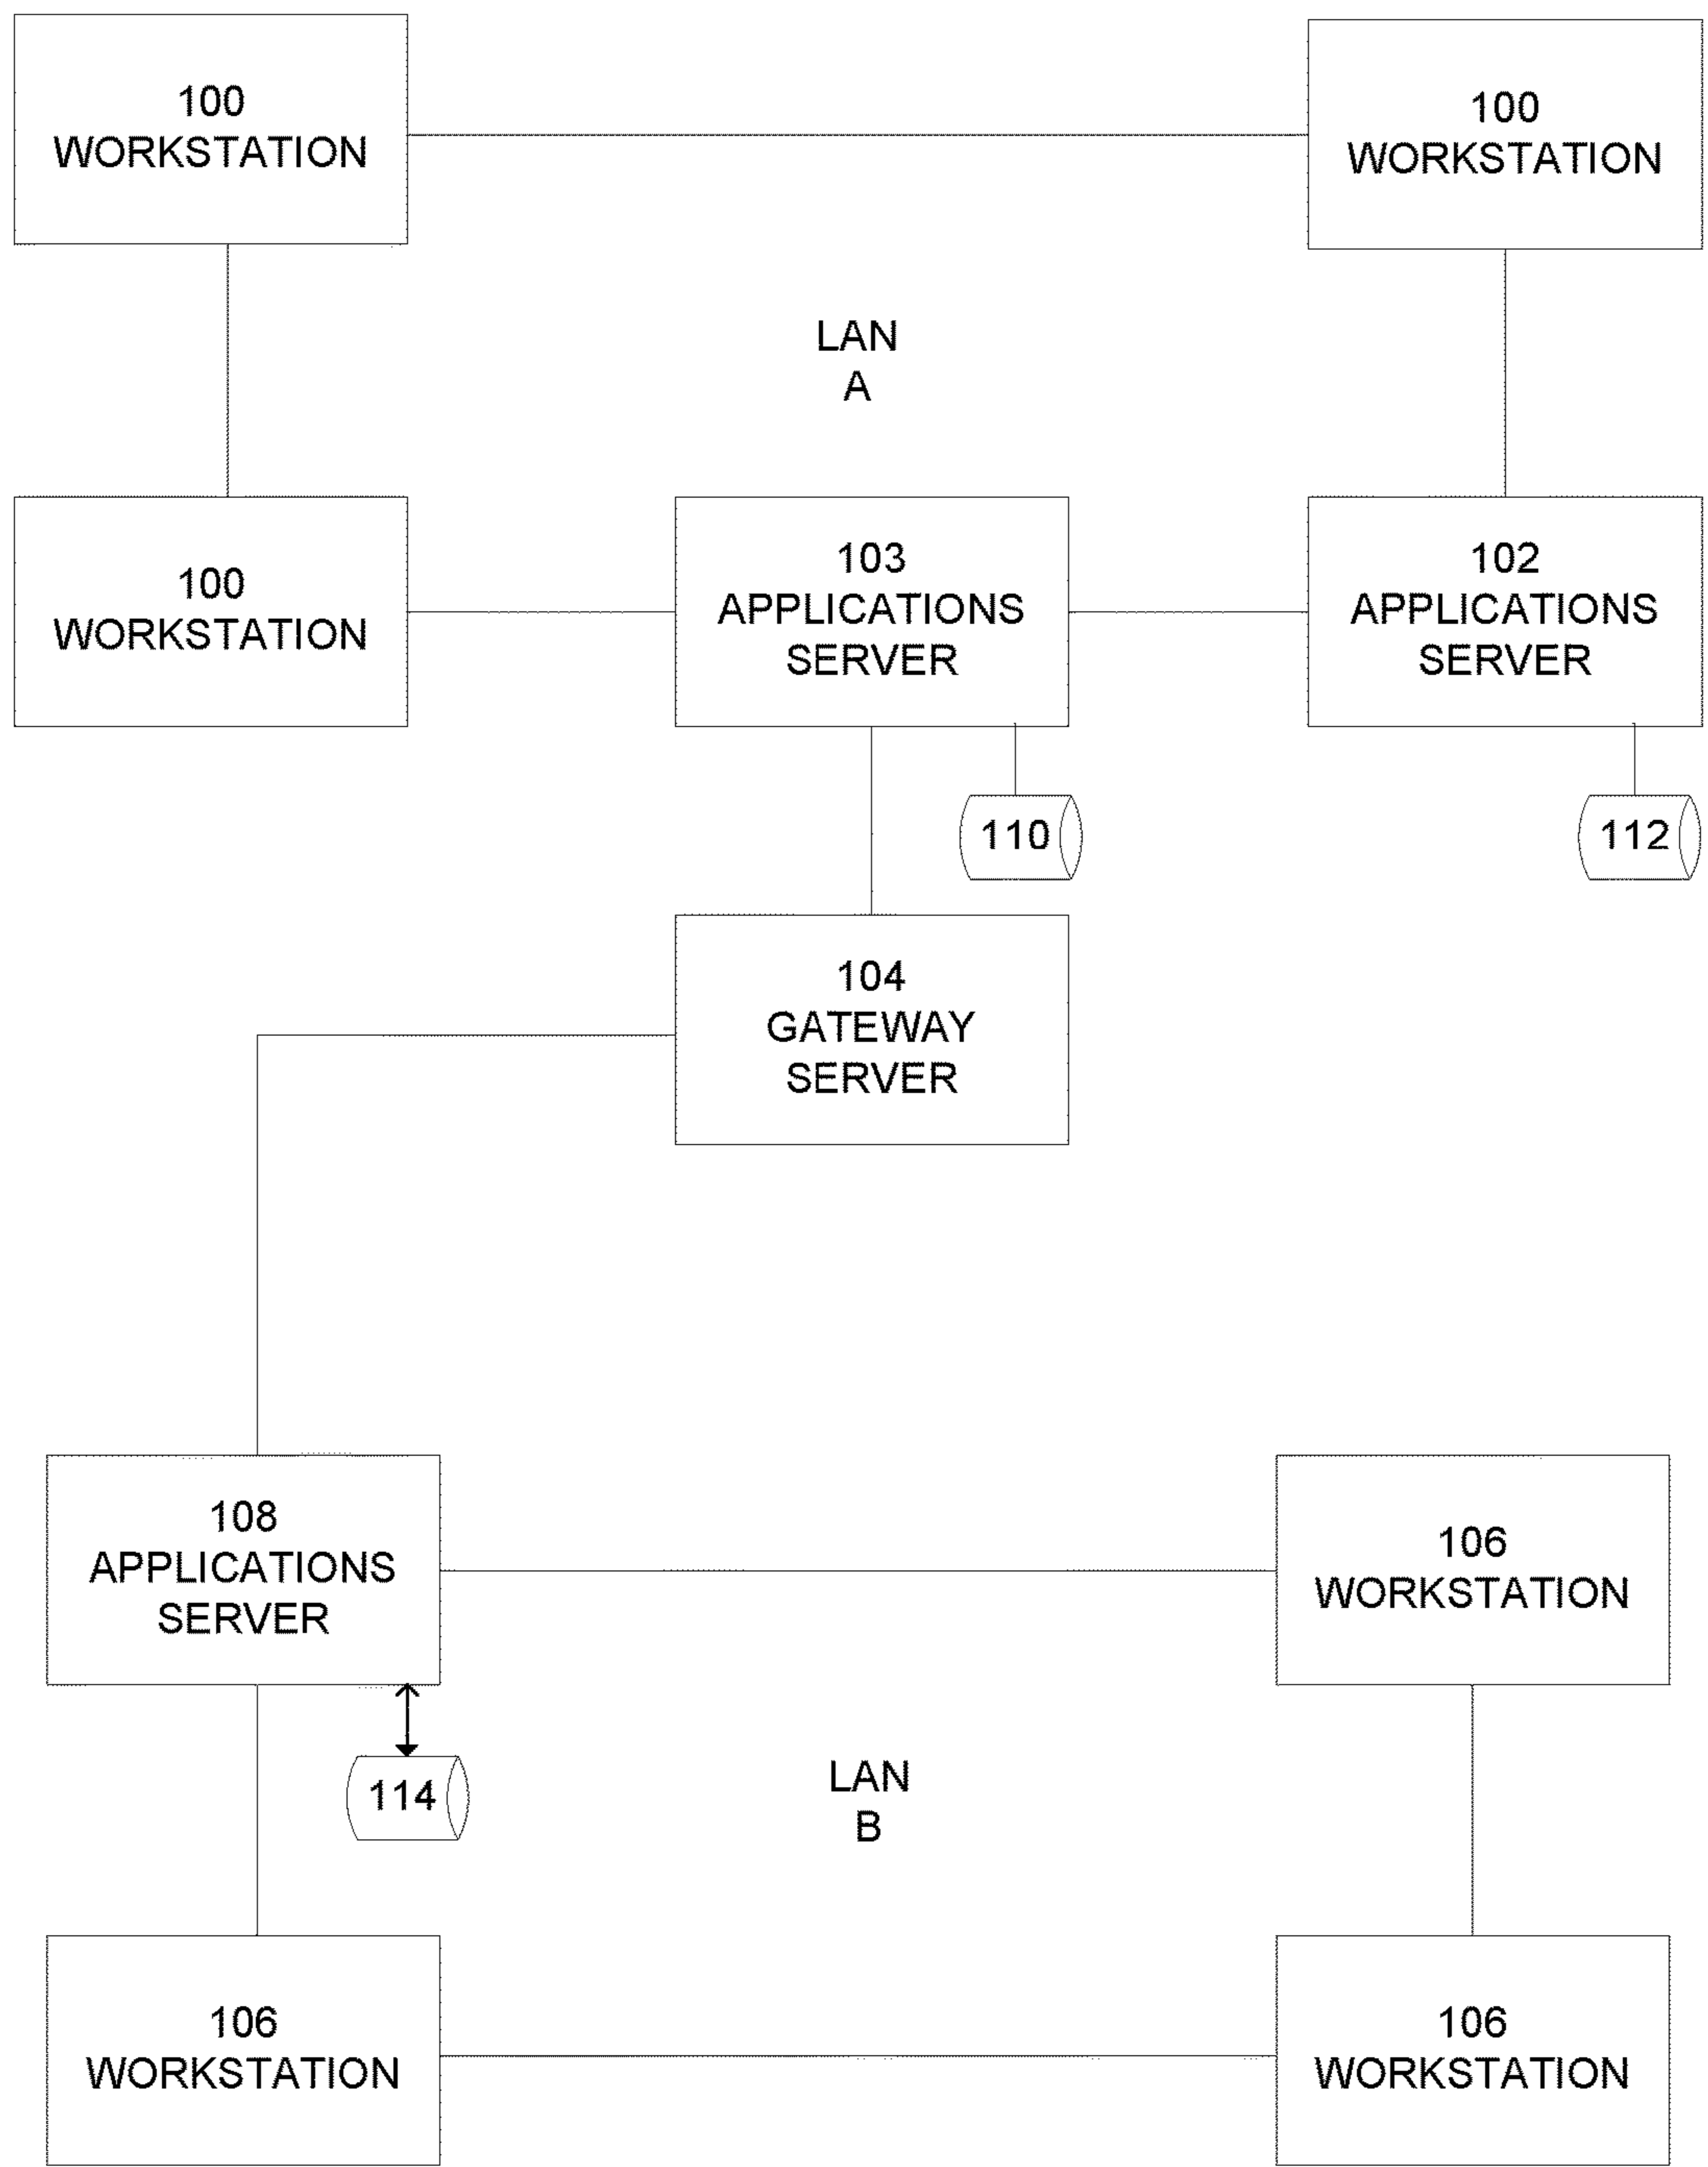 100
WORKSTATION
100
WORKSTATION
LAN
A
100
WORKSTATION
103
APPLICATIONS
SERVER
102
APPLICATIONS
SERVER
110
112
104
GATEWAY
SERVER
108
APPLICATIONS
SERVER
106
WORKSTATION
114
LAN
B
106
WORKSTATION
106
WORKSTATION